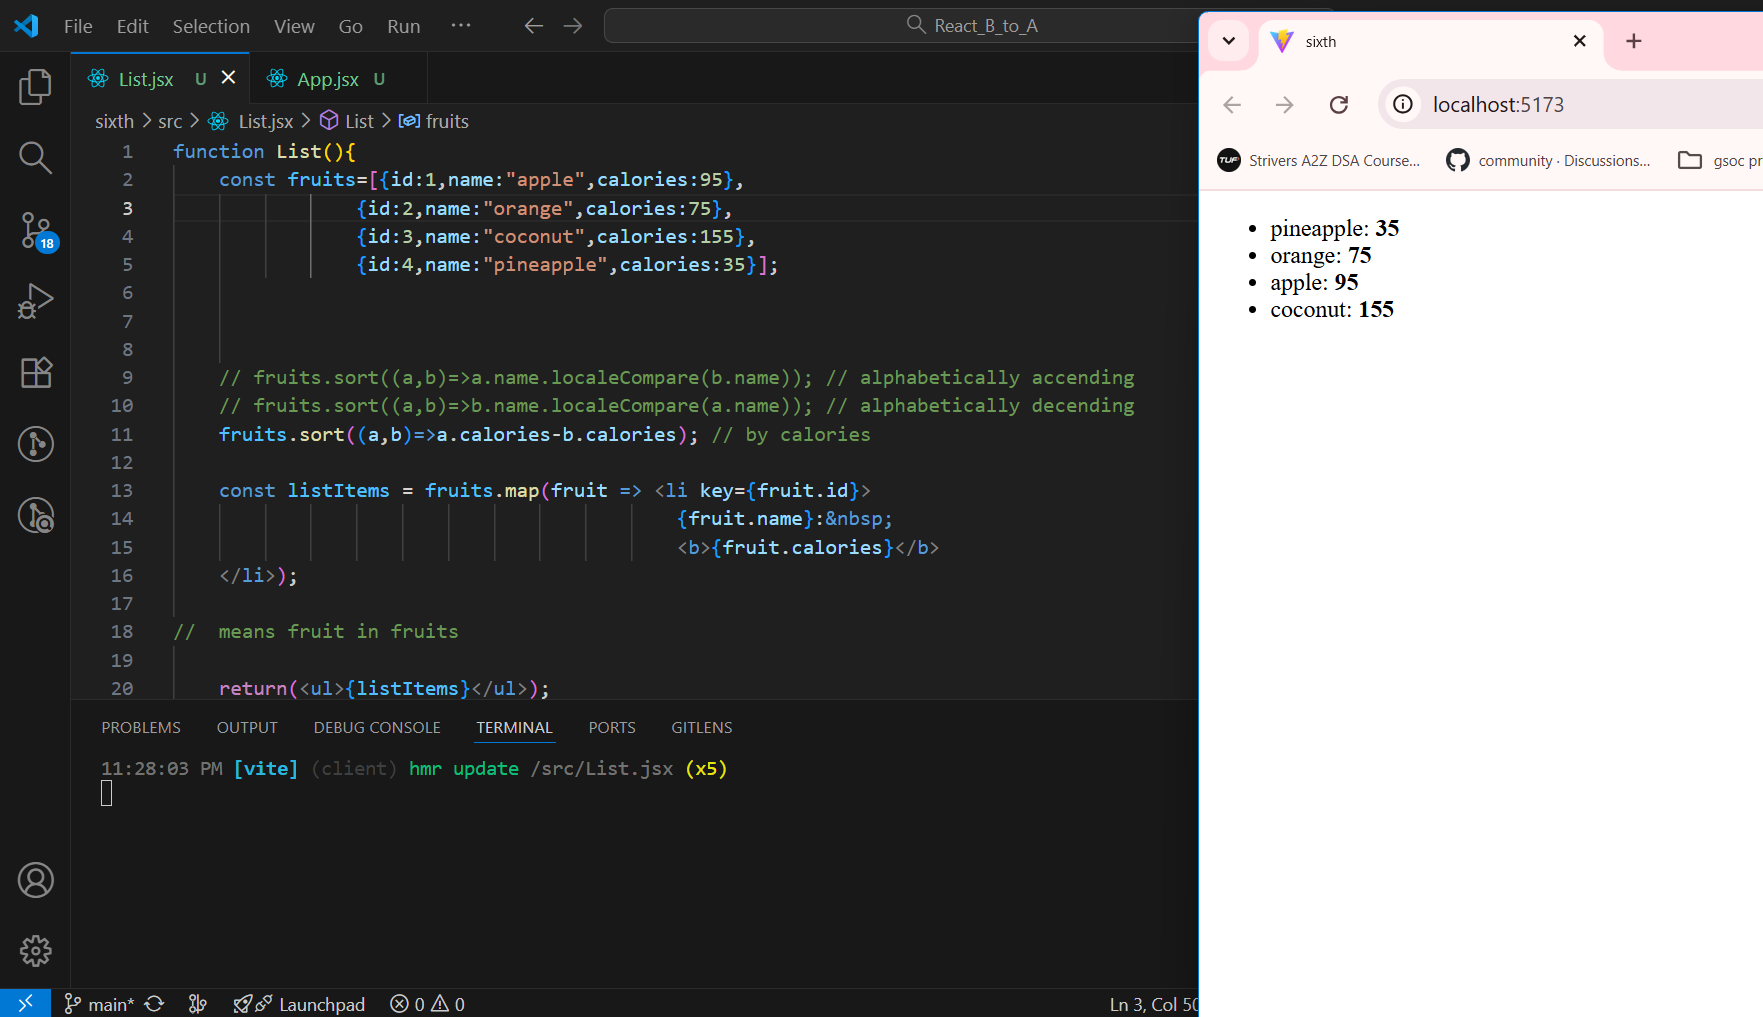 File Edit Selection View Go Run ···
React_B_to_A
List.jsx U
App.jsx U
sixth > src > List.jsx > List > fruits
1 function List(){
2 const fruits=[{id:1,name:"apple",calories:95},
3 {id:2,name:"orange",calories:75},
4 {id:3,name:"coconut",calories:155},
5 {id:4,name:"pineapple",calories:35}];
6
7
8
9 // fruits.sort((a,b)=>a.name.localeCompare(b.name)); // alphabetically accending
10 // fruits.sort((a,b)=>b.name.localeCompare(a.name)); // alphabetically decending
11 fruits.sort((a,b)=>a.calories-b.calories); // by calories
12
13 const listItems = fruits.map(fruit => <li key={fruit.id}>
14 {fruit.name}:&nbsp;
15 <b>{fruit.calories}</b>
16 </li>);
17
18 //  means fruit in fruits
19
20 return(<ul>{listItems}</ul>);
18
PROBLEMS OUTPUT DEBUG CONSOLE TERMINAL PORTS GITLENS
11:28:03 PM [vite] (client) hmr update /src/List.jsx (x5)
main* Launchpad 0 0 Ln 3, Col 50
sixth
localhost:5173
TUF Strivers A2Z DSA Course... community · Discussions... gsoc pr
• pineapple: 35
• orange: 75
• apple: 95
• coconut: 155